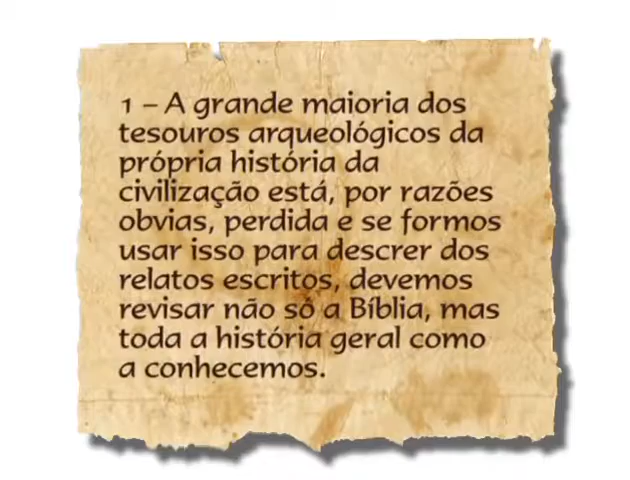 1 – A grande maioria dos
tesouros arqueológicos da
própria história da
civilização está, por razões
obvias, perdida e se formos
usar isso para descrer dos
relatos escritos, devemos
revisar não só a Bíblia, mas
toda a história geral como
a conhecemos.